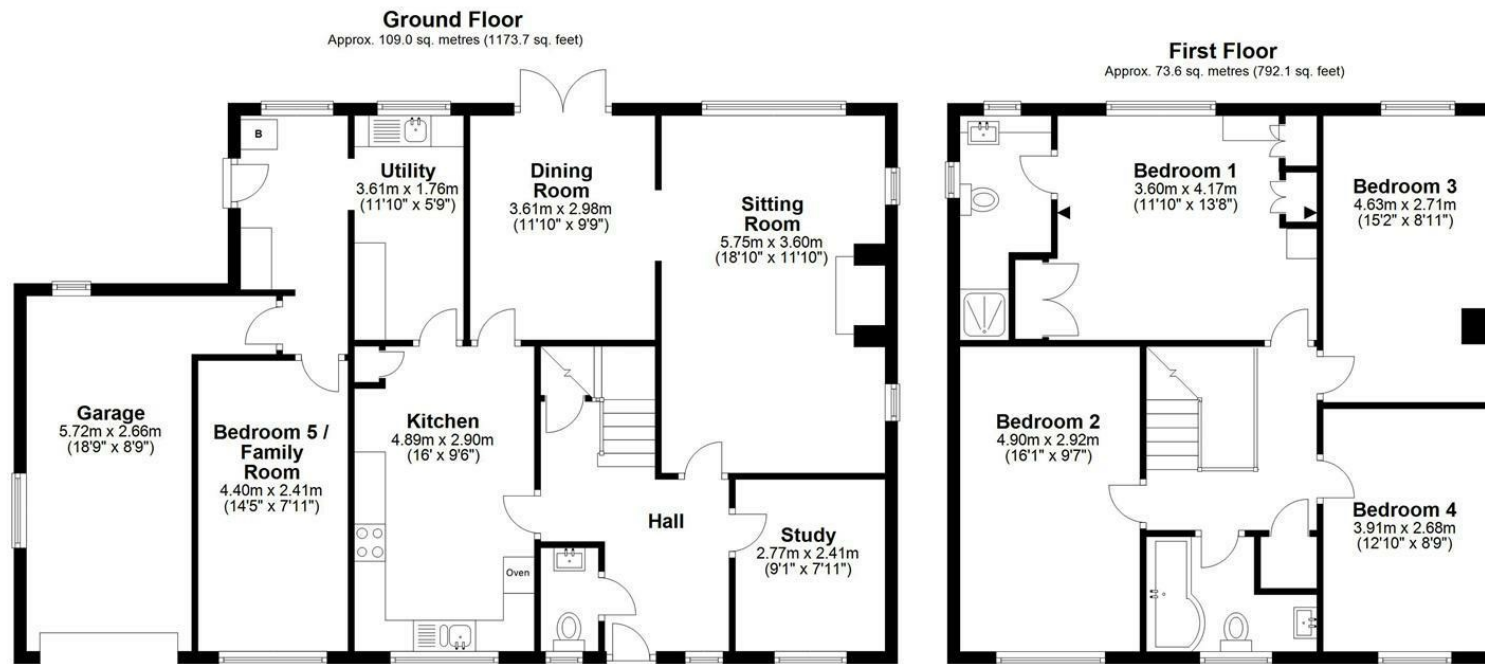 Ground Floor
Approx. 109.0 sq. metres (1173.7 sq. feet)
B
Utility
3.61m x 1.76m
(11'10" x 5'9")
Dining
Room
3.61m x 2.98m
(11'10" x 9'9")
Sitting
Room
5.75m x 3.60m
(18'10" x 11'10")
Garage
5.72m x 2.66m
(18'9" x 8'9")
Bedroom 5 /
Family
Room
4.40m x 2.41m
(14'5" x 7'11")
Kitchen
4.89m x 2.90m
(16' x 9'6")
Oven
Hall
Study
2.77m x 2.41m
(9'1" x 7'11")
First Floor
Approx. 73.6 sq. metres (792.1 sq. feet)
Bedroom 1
3.60m x 4.17m
(11'10" x 13'8")
Bedroom 3
4.63m x 2.71m
(15'2" x 8'11")
Bedroom 2
4.90m x 2.92m
(16'1" x 9'7")
Bedroom 4
3.91m x 2.68m
(12'10" x 8'9")